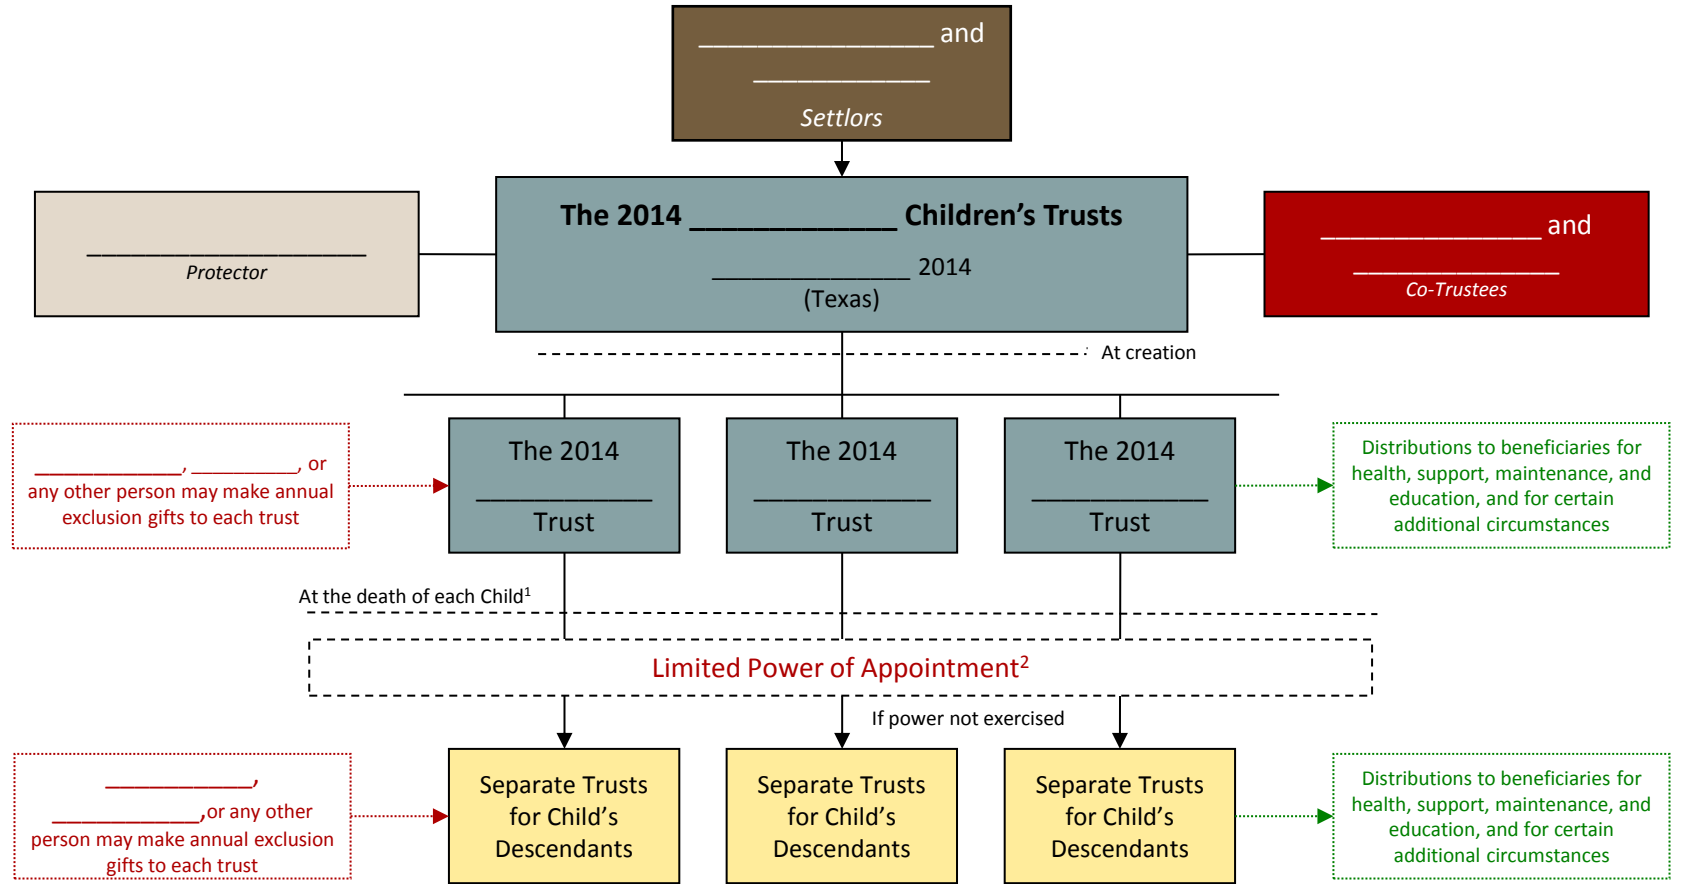 ________________ and
____________
Settlors
The 2014 _____________ Children’s Trusts
______________ 2014
(Texas)
___________________
Protector
_______________ and
______________
Co-Trustees
At creation
____________, __________, or
any other person may make annual
exclusion gifts to each trust
The 2014
____________
Trust
The 2014
____________
Trust
The 2014
____________
Trust
Distributions to beneficiaries for
health, support, maintenance, and
education, and for certain
additional circumstances
At the death of each Child¹
Limited Power of Appointment²
If power not exercised
____________,
____________,or any other
person may make annual exclusion
gifts to each trust
Separate Trusts
for Child’s
Descendants
Separate Trusts
for Child’s
Descendants
Separate Trusts
for Child’s
Descendants
Distributions to beneficiaries for
health, support, maintenance, and
education, and for certain
additional circumstances